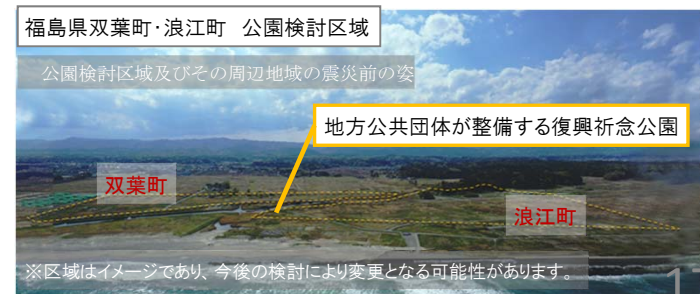 福島県双葉町・浪江町　公園検討区域
公園検討区域及びその周辺地域の震災前の姿
地方公共団体が整備する復興祈念公園
双葉町
浪江町
※区域はイメージであり、今後の検討により変更となる可能性があります。
1